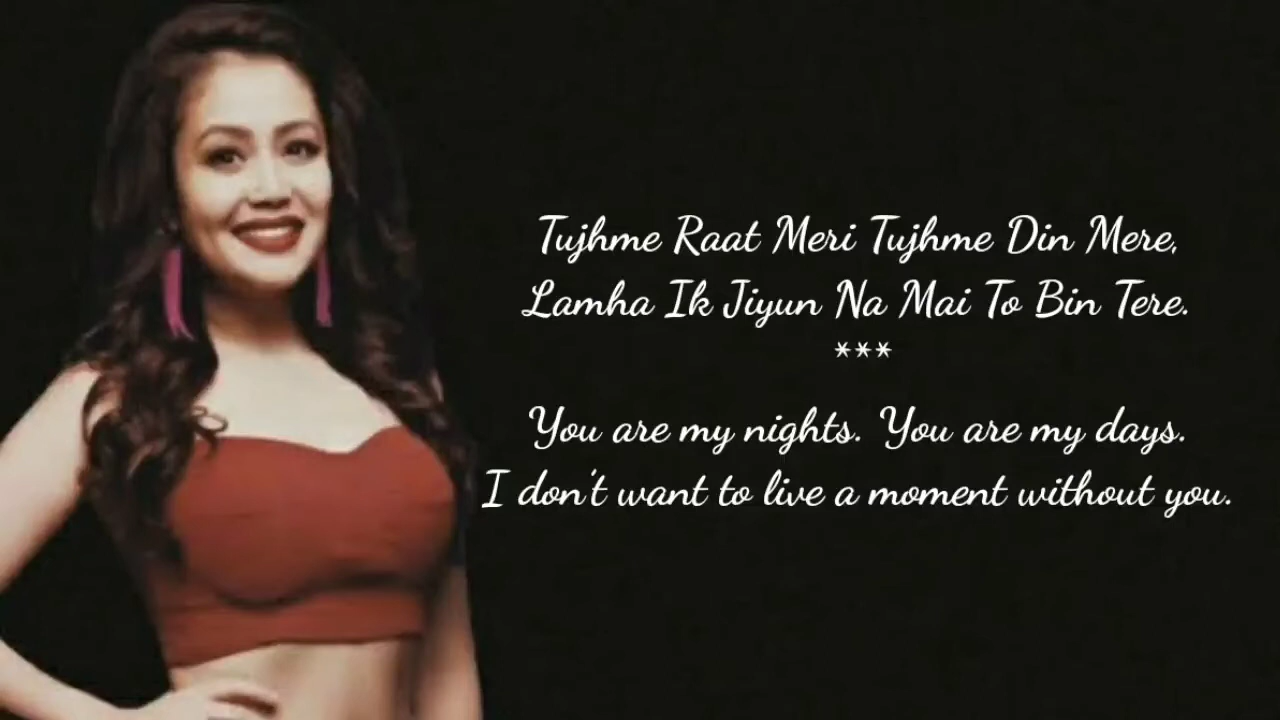 Tujhme Raat Meri Tujhme Din Mere,
Lamha Ik Jiyun Na Mai To Bin Tere.
***
You are my nights. You are my days.
I don't want to live a moment without you.